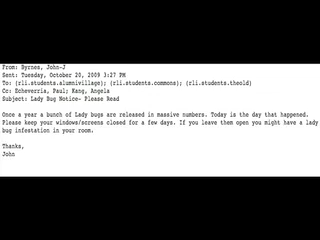 From: Byrnes, John-J
Sent: Tuesday, October 20, 2009 3:27 PM
To: {rli.students.alumnivillage}; {rli.students.commons}; {rli.students.theold}
Cc: Echeverria, Paul; Kang, Angela
Subject: Lady Bug Notice- Please Read
Once a year a bunch of Lady bugs are released in massive numbers. Today is the day that happened.
Please keep your windows/screens closed for a few days. If you leave them open you might have a lady
bug infestation in your room.
Thanks,
John